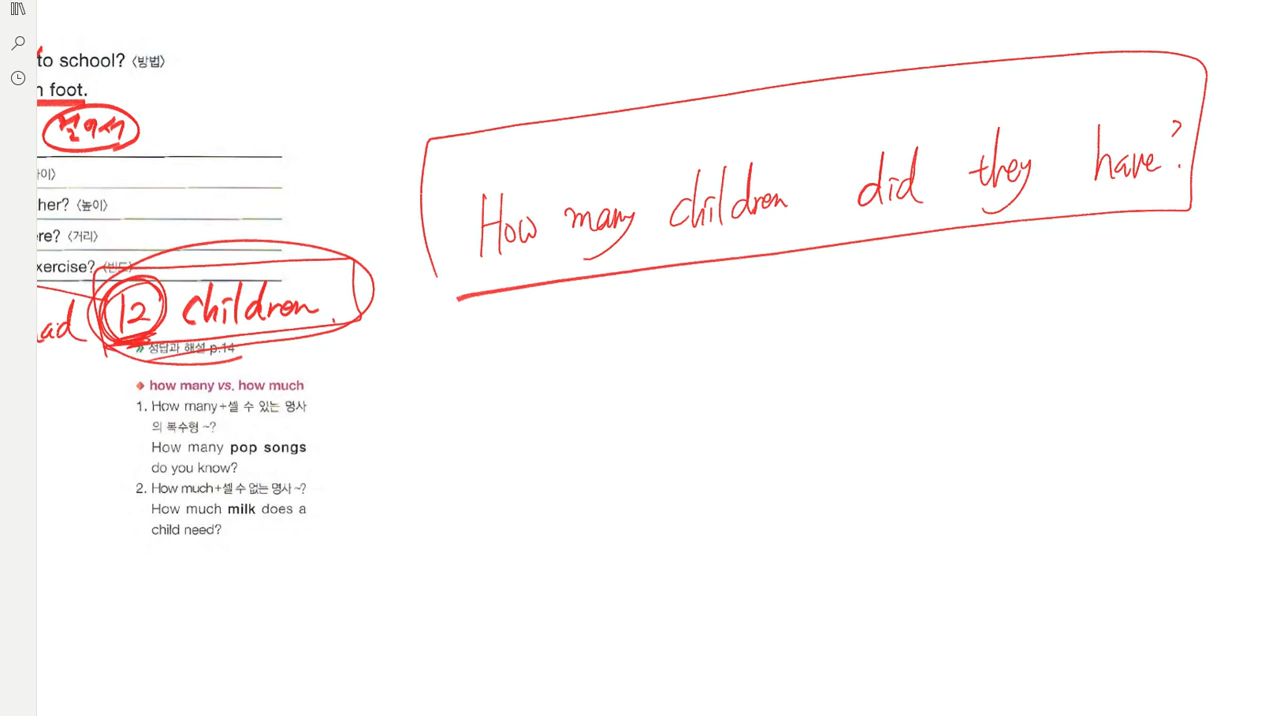 to school? <방법>
n foot.
걸어서
이>
her? <높이>
re? <거리>
xercise? <빈도>
ad 12 children.
» 정답과 해설 p.14
◆ how many vs. how much
1. How many+셀 수 있는 명사
의 복수형 ~?
How many pop songs
do you know?
2. How much+셀 수 없는 명사 ~?
How much milk does a
child need?
How many children did they have?